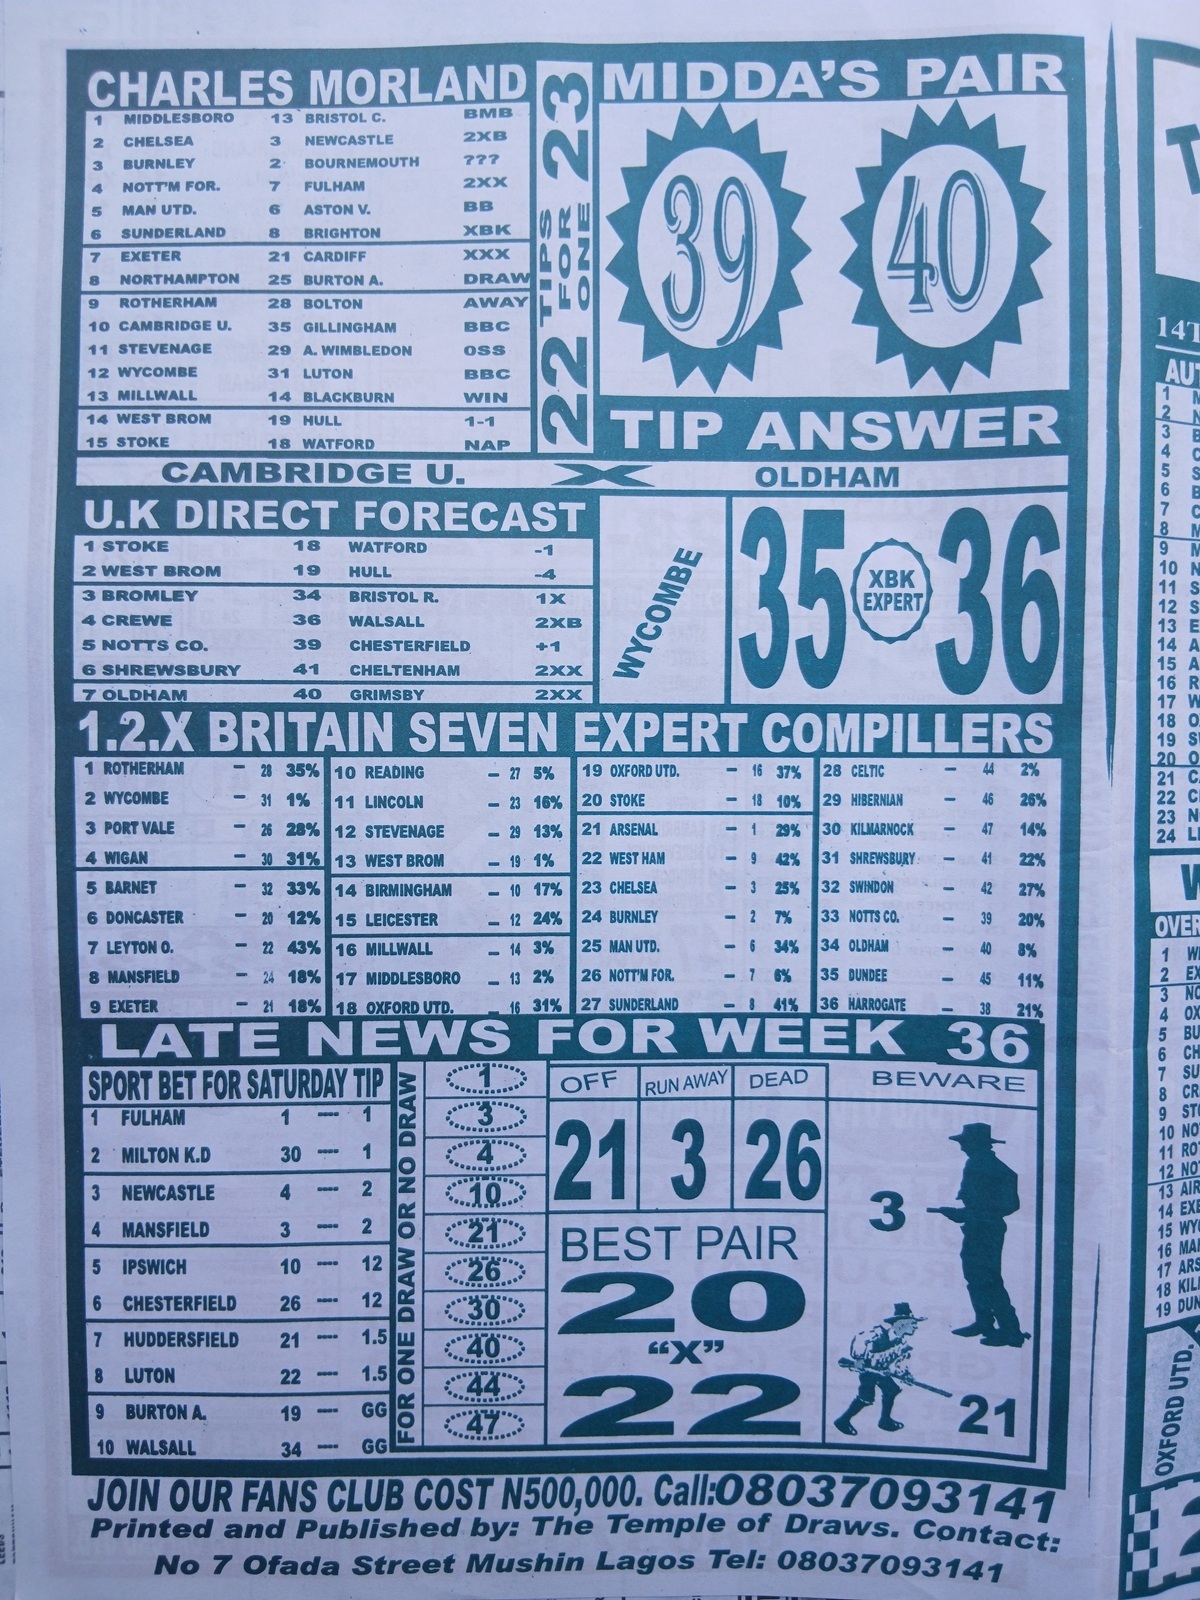 CHARLES MORLAND
1 MIDDLESBORO 13 BRISTOL C. BMB
2 CHELSEA 3 NEWCASTLE 2XB
3 BURNLEY 2 BOURNEMOUTH ???
4 NOTT'M FOR. 7 FULHAM 2XX
5 MAN UTD. 6 ASTON V. BB
6 SUNDERLAND 8 BRIGHTON XBK
7 EXETER 21 CARDIFF XXX
8 NORTHAMPTON 25 BURTON A. DRAW
9 ROTHERHAM 28 BOLTON AWAY
10 CAMBRIDGE U. 35 GILLINGHAM BBC
11 STEVENAGE 29 A. WIMBLEDON OSS
12 WYCOMBE 31 LUTON BBC
13 MILLWALL 14 BLACKBURN WIN
14 WEST BROM 19 HULL 1-1
15 STOKE 18 WATFORD NAP
22 TIPS FOR ONE 23
MIDDA'S PAIR
39 40
TIP ANSWER
CAMBRIDGE U. X OLDHAM
U.K DIRECT FORECAST
1 STOKE 18 WATFORD -1
2 WEST BROM 19 HULL -4
3 BROMLEY 34 BRISTOL R. 1X
4 CREWE 36 WALSALL 2XB
5 NOTTS CO. 39 CHESTERFIELD +1
6 SHREWSBURY 41 CHELTENHAM 2XX
7 OLDHAM 40 GRIMSBY 2XX
WYCOMBE
35 XBK EXPERT 36
1.2.X BRITAIN SEVEN EXPERT COMPILLERS
1 ROTHERHAM – 28 35%
2 WYCOMBE – 31 1%
3 PORT VALE – 26 28%
4 WIGAN – 30 31%
5 BARNET – 32 33%
6 DONCASTER – 20 12%
7 LEYTON O. – 22 43%
8 MANSFIELD – 24 18%
9 EXETER – 21 18%
10 READING – 27 5%
11 LINCOLN – 23 16%
12 STEVENAGE – 29 13%
13 WEST BROM – 19 1%
14 BIRMINGHAM – 10 17%
15 LEICESTER – 12 24%
16 MILLWALL – 14 3%
17 MIDDLESBORO – 13 2%
18 OXFORD UTD. – 16 31%
19 OXFORD UTD. – 16 37%
20 STOKE – 18 10%
21 ARSENAL – 1 29%
22 WEST HAM – 9 42%
23 CHELSEA – 3 25%
24 BURNLEY – 2 7%
25 MAN UTD. – 6 34%
26 NOTT'M FOR. – 7 6%
27 SUNDERLAND – 8 41%
28 CELTIC – 44 2%
29 HIBERNIAN – 46 26%
30 KILMARNOCK – 47 14%
31 SHREWSBURY – 41 22%
32 SWINDON – 42 27%
33 NOTTS CO. – 39 20%
34 OLDHAM – 40 8%
35 DUNDEE – 45 11%
36 HARROGATE – 38 21%
LATE NEWS FOR WEEK 36
SPORT BET FOR SATURDAY TIP
1 FULHAM 1 ---- 1
2 MILTON K.D 30 ---- 1
3 NEWCASTLE 4 ---- 2
4 MANSFIELD 3 ---- 2
5 IPSWICH 10 ---- 12
6 CHESTERFIELD 26 ---- 12
7 HUDDERSFIELD 21 ---- 1.5
8 LUTON 22 ---- 1.5
9 BURTON A. 19 ---- GG
10 WALSALL 34 ---- GG
FOR ONE DRAW OR NO DRAW
1
3
4
10
21
26
30
40
44
47
OFF RUN AWAY DEAD
21 3 26
BEST PAIR
20
"X"
22
BEWARE
3
21
JOIN OUR FANS CLUB COST N500,000. Call:08037093141
Printed and Published by: The Temple of Draws. Contact:
No 7 Ofada Street Mushin Lagos Tel: 08037093141
OXFORD UTD.